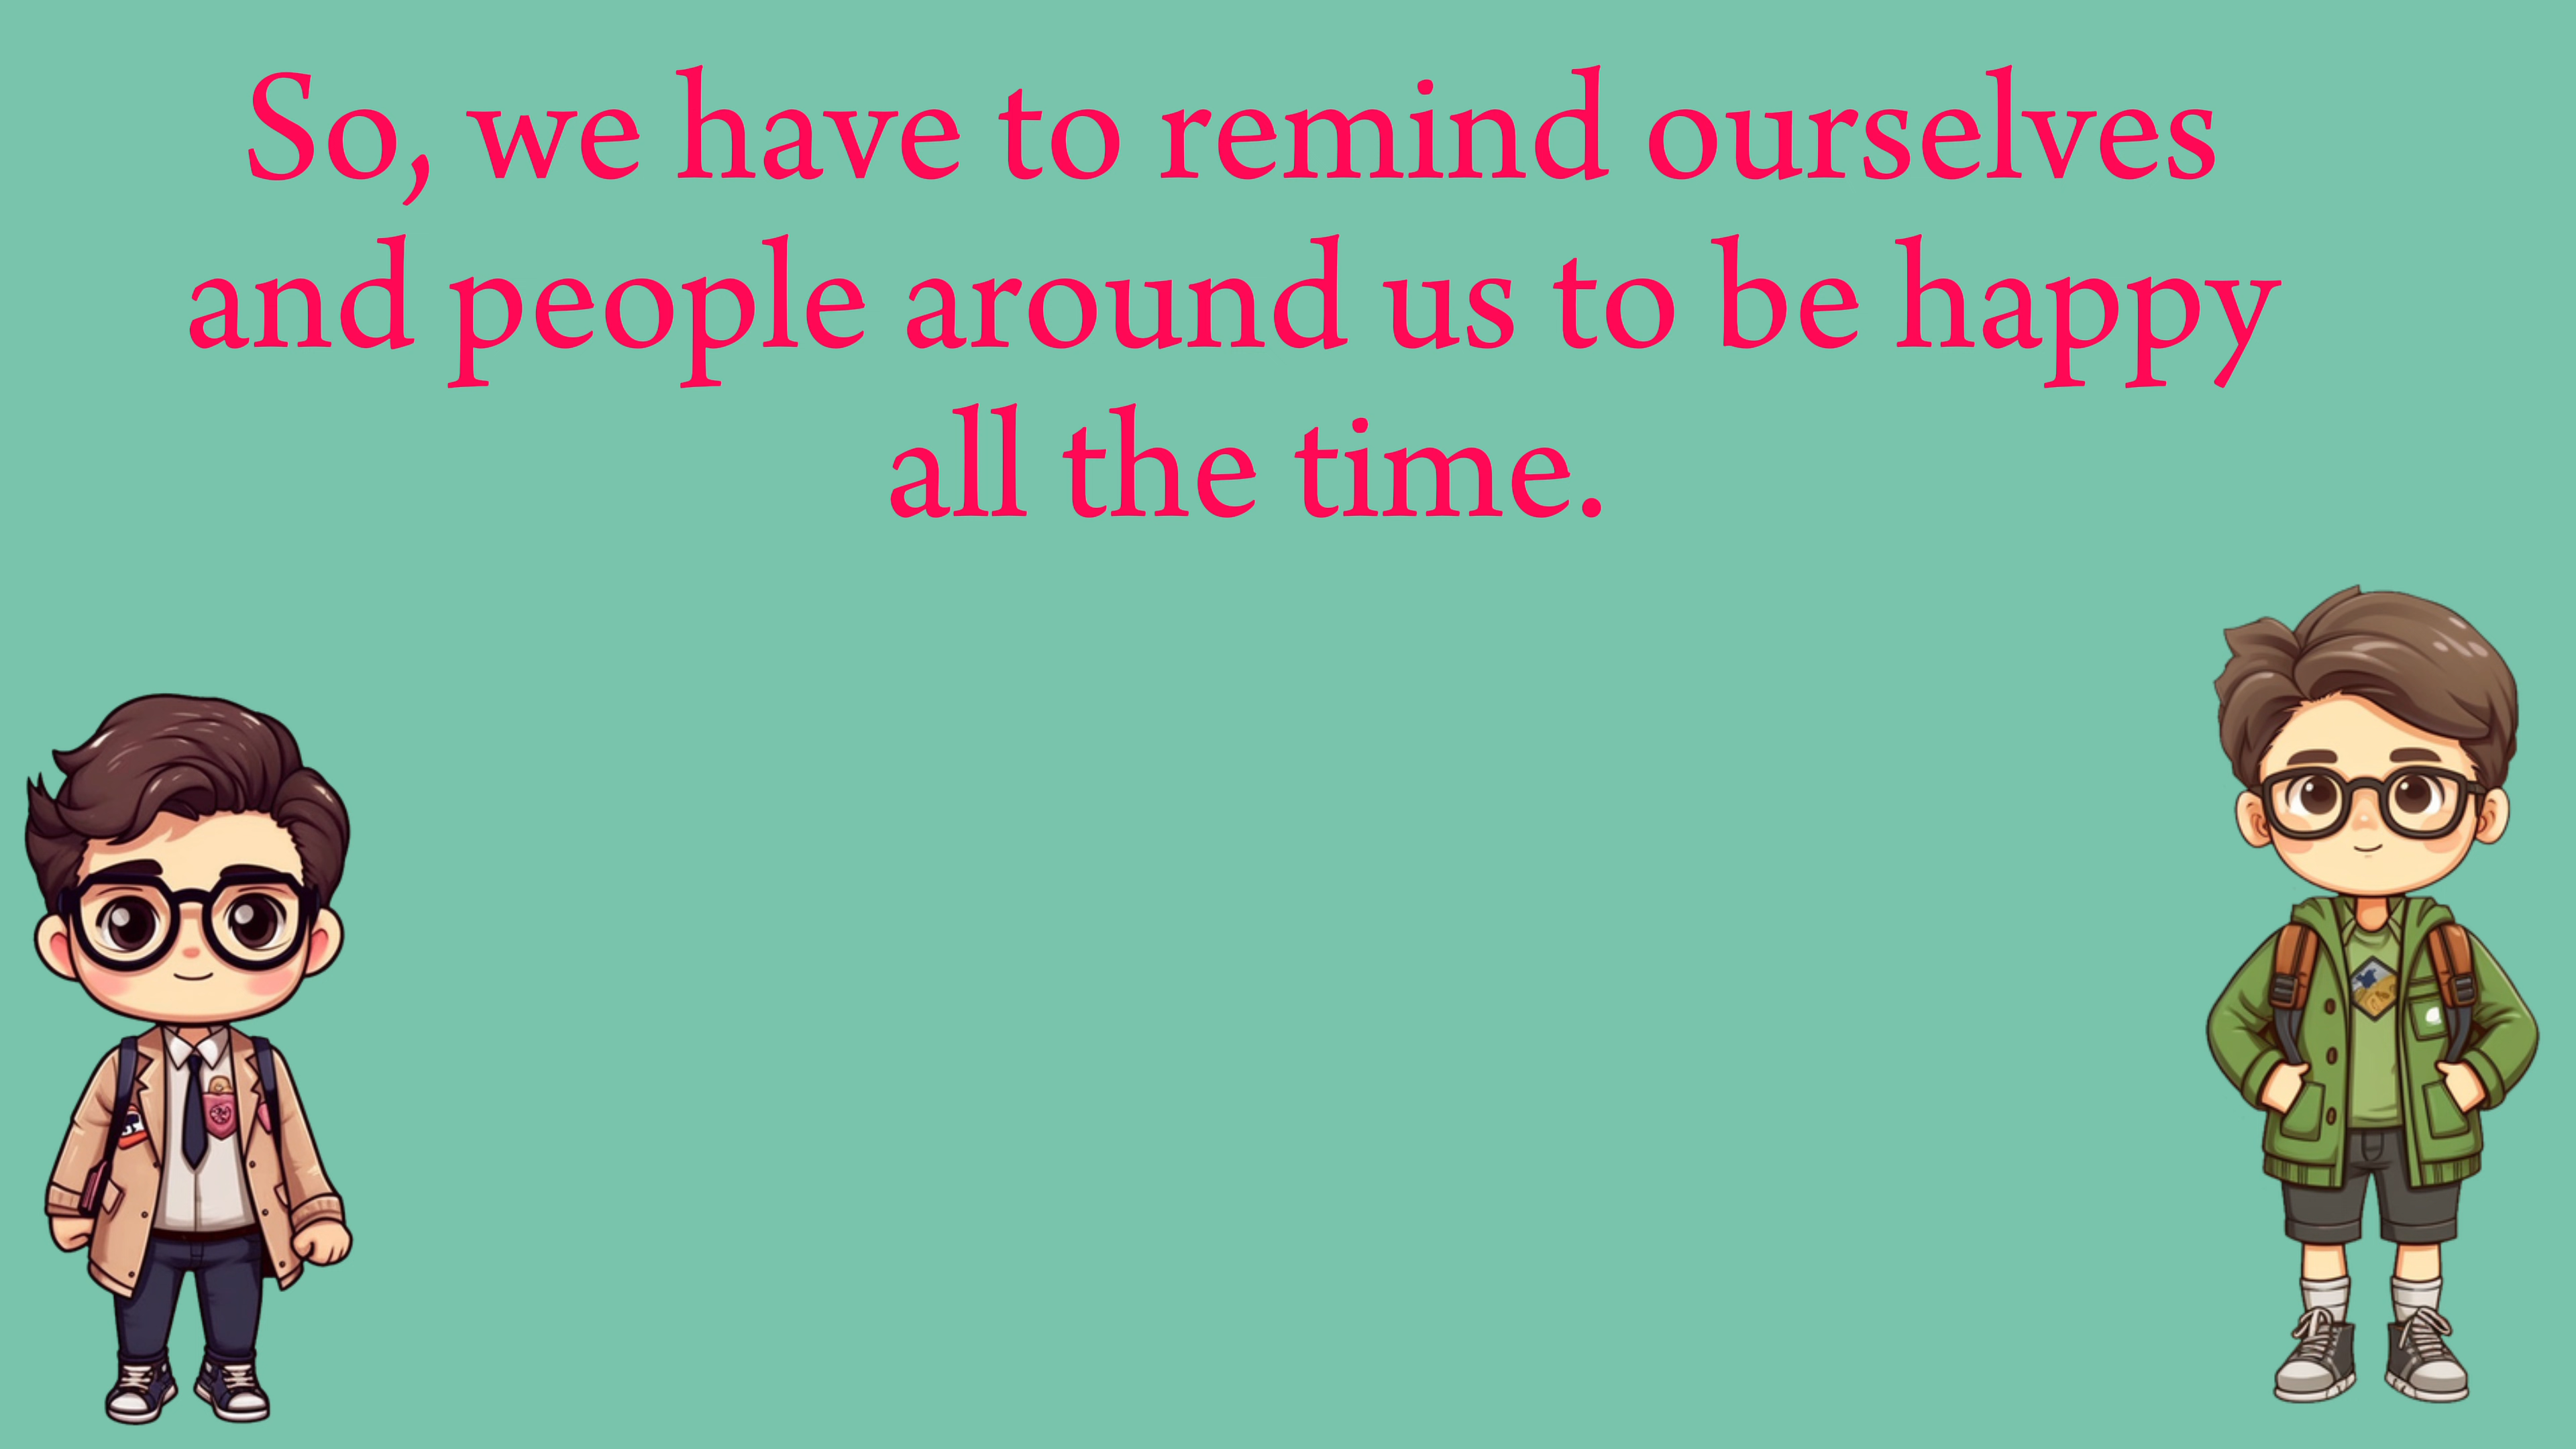 So, we have to remind ourselves
and people around us to be happy
all the time.